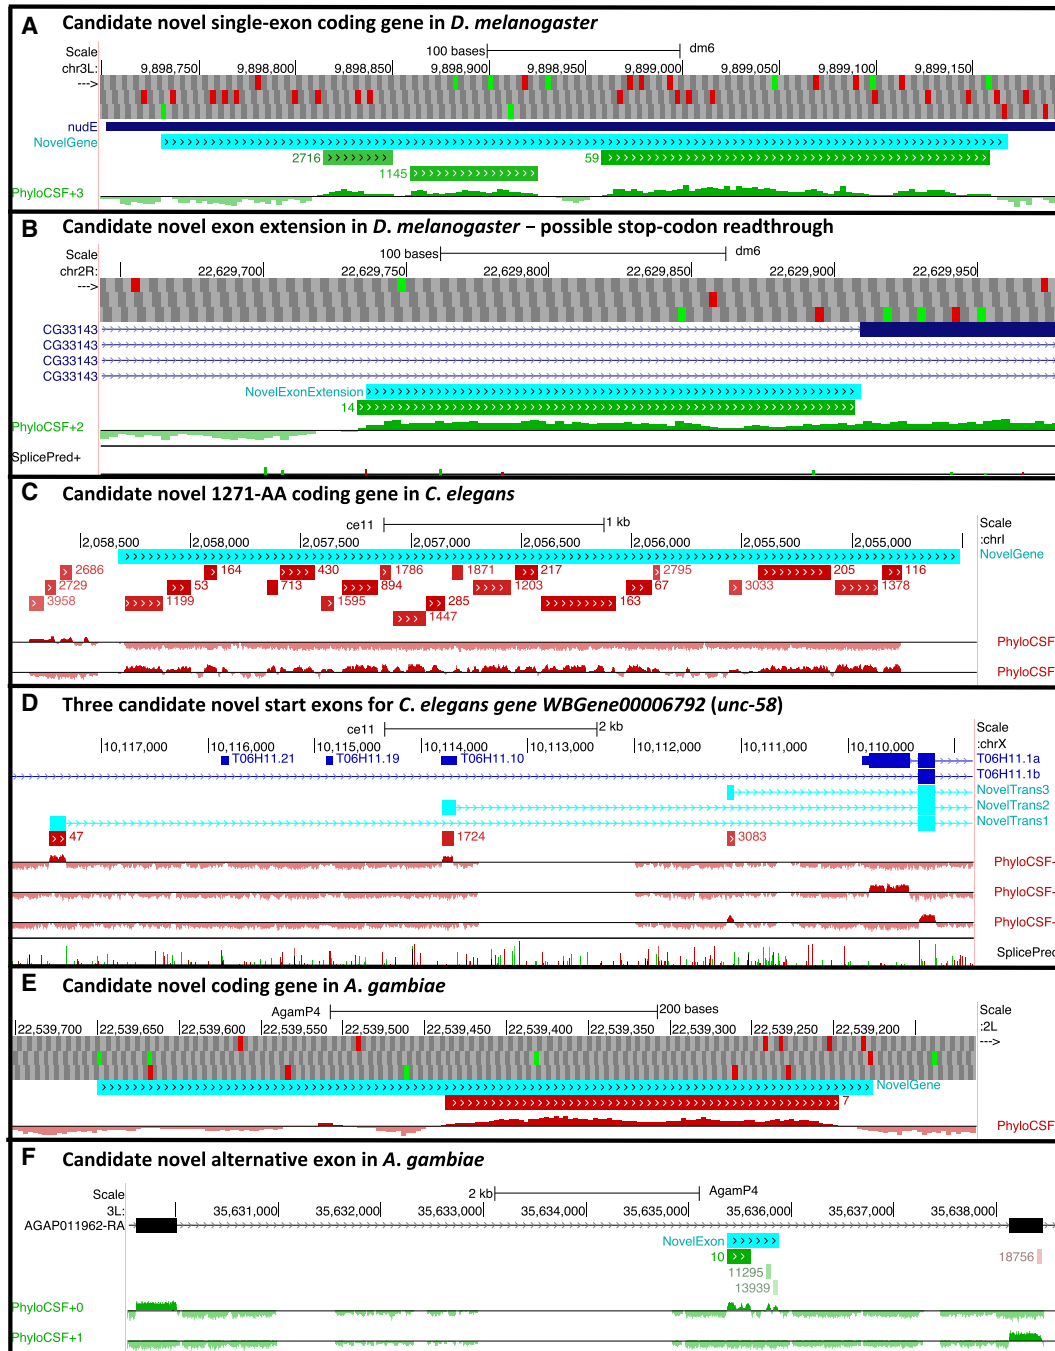 A Candidate novel single-exon coding gene in D. melanogaster
Scale 100 bases dm6
chr3L: 9,898,750 9,898,800 9,898,850 9,898,900 9,898,950 9,899,000 9,899,050 9,899,100 9,899,150
--->
nudE
NovelGene
2716 59
1145
PhyloCSF+3
B Candidate novel exon extension in D. melanogaster – possible stop-codon readthrough
Scale 100 bases dm6
chr2R: 22,629,700 22,629,750 22,629,800 22,629,850 22,629,900 22,629,950
--->
CG33143
CG33143
CG33143
CG33143
NovelExonExtension
14
PhyloCSF+2
SplicePred+
C Candidate novel 1271-AA coding gene in C. elegans
ce11 1 kb Scale
2,058,500 2,058,000 2,057,500 2,057,000 2,056,500 2,056,000 2,055,500 2,055,000 :chrI
NovelGene
2686 164 430 1786 1871 217 2795 205 116
2729 53 713 894 1203 67 3033 1378
3958 1199 1595 285 163
1447
PhyloCSF
PhyloCSF
D Three candidate novel start exons for C. elegans gene WBGene00006792 (unc-58)
ce11 2 kb Scale
10,117,000 10,116,000 10,115,000 10,114,000 10,113,000 10,112,000 10,111,000 10,110,000 :chrX
T06H11.21 T06H11.19 T06H11.10 T06H11.1a
T06H11.1b
NovelTrans3
NovelTrans2
NovelTrans1
47 1724 3083
PhyloCSF-
PhyloCSF-
PhyloCSF-
SplicePred
E Candidate novel coding gene in A. gambiae
AgamP4 200 bases Scale
22,539,700 22,539,650 22,539,600 22,539,550 22,539,500 22,539,450 22,539,400 22,539,350 22,539,300 22,539,250 22,539,200 :2L
--->
NovelGene
7
PhyloCSF
F Candidate novel alternative exon in A. gambiae
Scale 2 kb AgamP4
3L: 35,631,000 35,632,000 35,633,000 35,634,000 35,635,000 35,636,000 35,637,000 35,638,000
AGAP011962-RA
NovelExon
10 18756
11295
13939
PhyloCSF+0
PhyloCSF+1